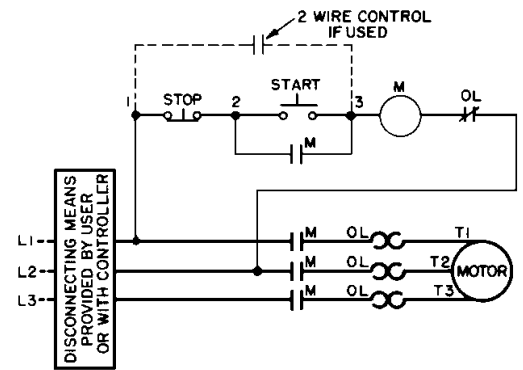 2 WIRE CONTROL
IF USED
START
M
1
STOP
2
3
OL
M
DISCONNECTING MEANS
PROVIDED BY USER
OR WITH CONTROLLER
L1
M
OL
T1
L2
M
OL
T2
MOTOR
L3
M
OL
T3